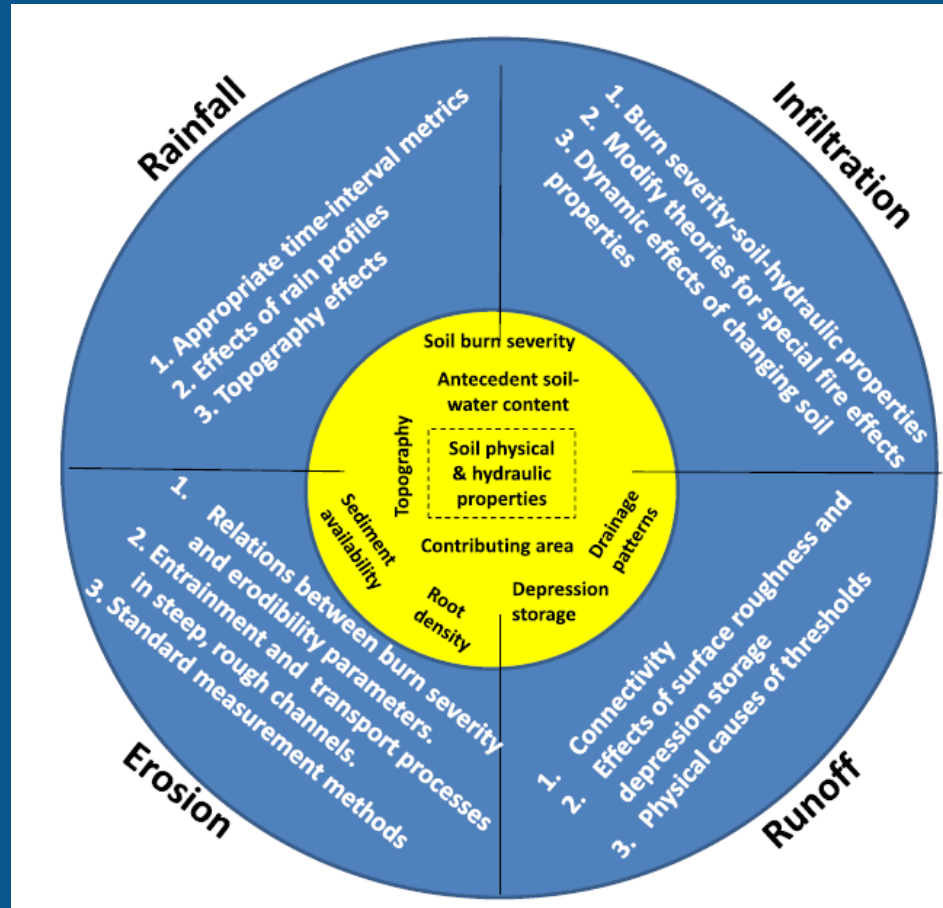 Rainfall
1. Appropriate time-interval metrics
2. Effects of rain profiles
3. Topography effects
Infiltration
1. Burn severity-soil-hydraulic properties
2. Modify theories for special fire effects
3. Dynamic effects of changing soil
properties
Soil burn severity
Antecedent soil-
water content
Topography
Soil physical
& hydraulic
properties
Sediment
availability
Contributing area
Drainage
patterns
Root
density
Depression
storage
Erosion
1. Relations between burn severity
and erodibility parameters.
2. Entrainment and transport processes
in steep, rough channels.
3. Standard measurement methods
Runoff
1. Connectivity
2. Effects of surface roughness and
depression storage
3. Physical causes of thresholds